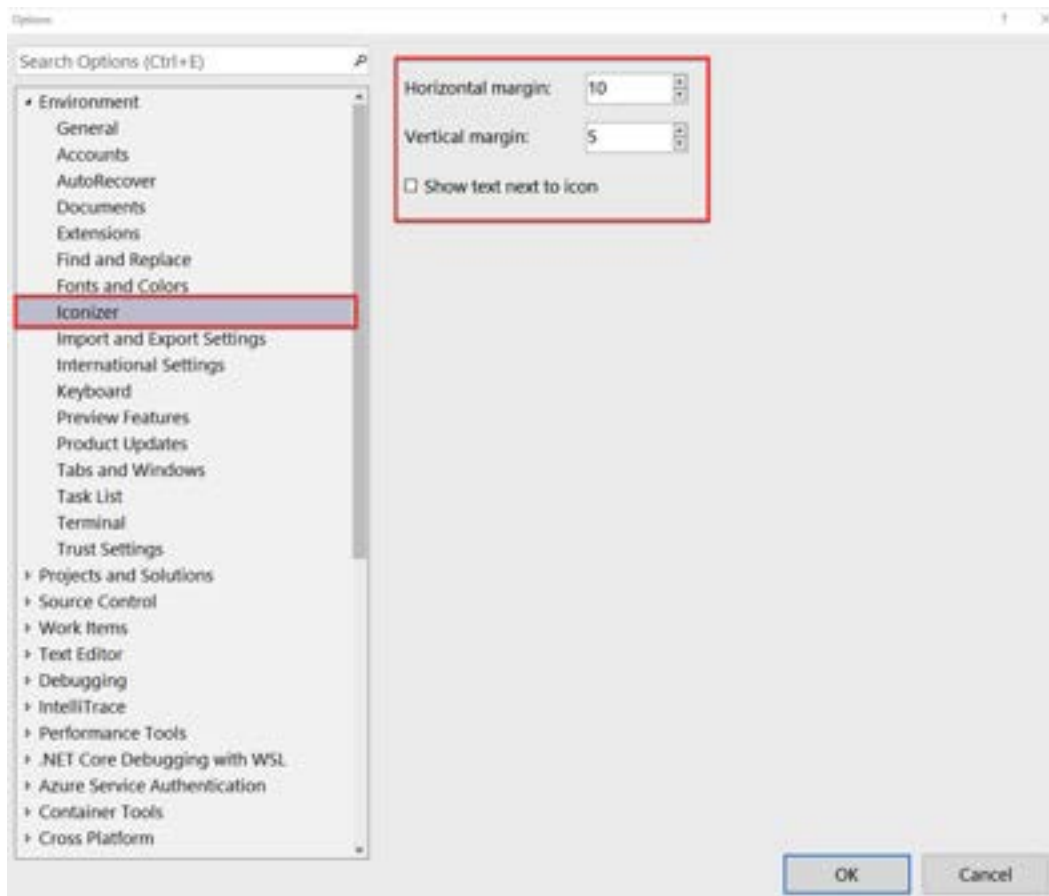 Options
Search Options (Ctrl+E)
Environment
General
Accounts
AutoRecover
Documents
Extensions
Find and Replace
Fonts and Colors
Iconizer
Import and Export Settings
International Settings
Keyboard
Preview Features
Product Updates
Tabs and Windows
Task List
Terminal
Trust Settings
Projects and Solutions
Source Control
Work Items
Text Editor
Debugging
IntelliTrace
Performance Tools
.NET Core Debugging with WSL
Azure Service Authentication
Container Tools
Cross Platform
Horizontal margin: 10
Vertical margin: 5
Show text next to icon
OK Cancel